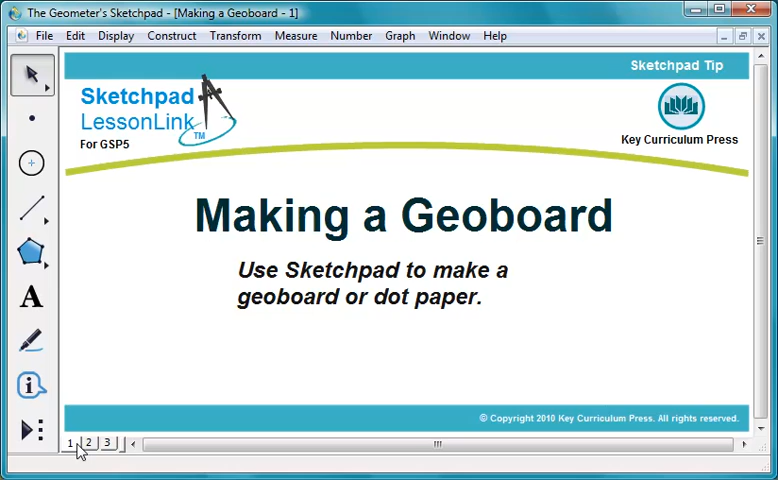 The Geometer's Sketchpad - [Making a Geoboard - 1]
File Edit Display Construct Transform Measure Number Graph Window Help
Sketchpad Tip
Sketchpad
LessonLink
TM
For GSP5
Key Curriculum Press
Making a Geoboard
Use Sketchpad to make a
geoboard or dot paper.
A
© Copyright 2010 Key Curriculum Press. All rights reserved.
1 2 3